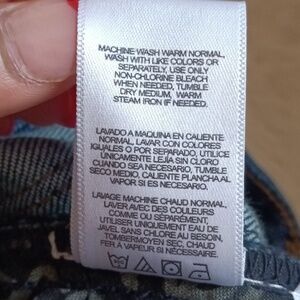 MACHINE WASH WARM NORMAL,
WASH WITH LIKE COLORS OR
SEPARATELY, USE ONLY
NON-CHLORINE BLEACH
WHEN NEEDED, TUMBLE
DRY MEDIUM, WARM
STEAM IRON IF NEEDED.
LAVADO A MAQUINA EN CALIENTE
NORMAL, LAVAR CON COLORES
IGUALES O POR SEPARADO, UTILICE
UNICAMENTE LEJA SIN CLORO
CUANDO SEA NECESARIO, TUMBLE
SECO MEDIO, CALIENTE PLANCHA AL
VAPOR SI ES NECESARIO.
LAVAGE MACHINE CHAUD NORMAL,
LAVER AVEC DES COULEURS
COMME OU SÉPARÉMENT,
UTILISER UNIQUEMENT EAU DE
JAVEL SANS CHLORE AU BESOIN,
TOMBERMOYEN SEC, CHAUD
FER À VAPEUR SI NÉCESSAIRE.